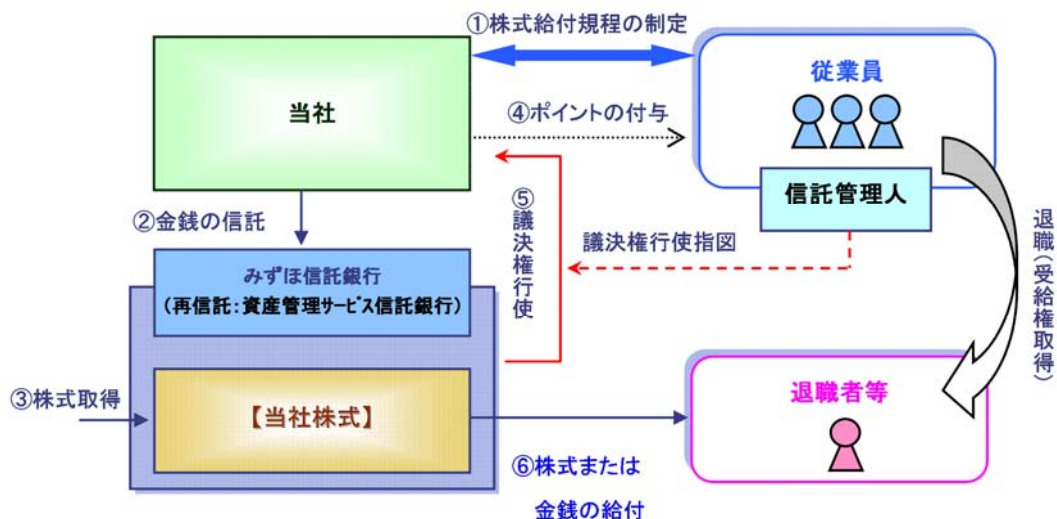 ①株式給付規程の制定
当社
従業員
④ポイントの付与
信託管理人
②金銭の信託
⑤議決権行使
議決権行使指図
退職(受給権取得)
みずほ信託銀行
(再信託:資産管理サービス信託銀行)
③株式取得
【当社株式】
退職者等
⑥株式または
金銭の給付